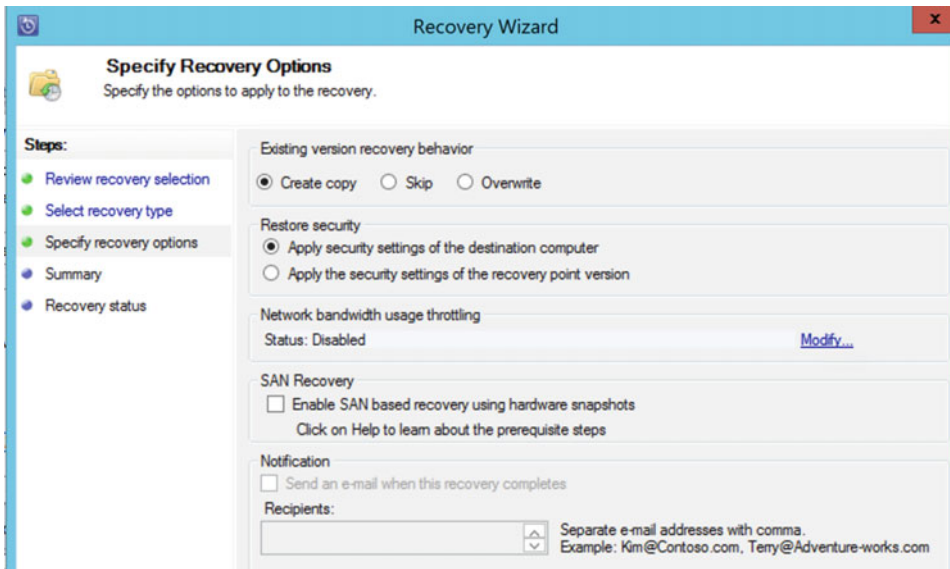 Recovery Wizard
x
Specify Recovery Options
Specify the options to apply to the recovery.
Steps:
Review recovery selection
Select recovery type
Specify recovery options
Summary
Recovery status
Existing version recovery behavior
Create copy Skip Overwrite
Restore security
Apply security settings of the destination computer
Apply the security settings of the recovery point version
Network bandwidth usage throttling
Status: Disabled Modify...
SAN Recovery
Enable SAN based recovery using hardware snapshots
Click on Help to learn about the prerequisite steps
Notification
Send an e-mail when this recovery completes
Recipients:
Separate e-mail addresses with comma.
Example: Kim@Contoso.com, Terry@Adventure-works.com